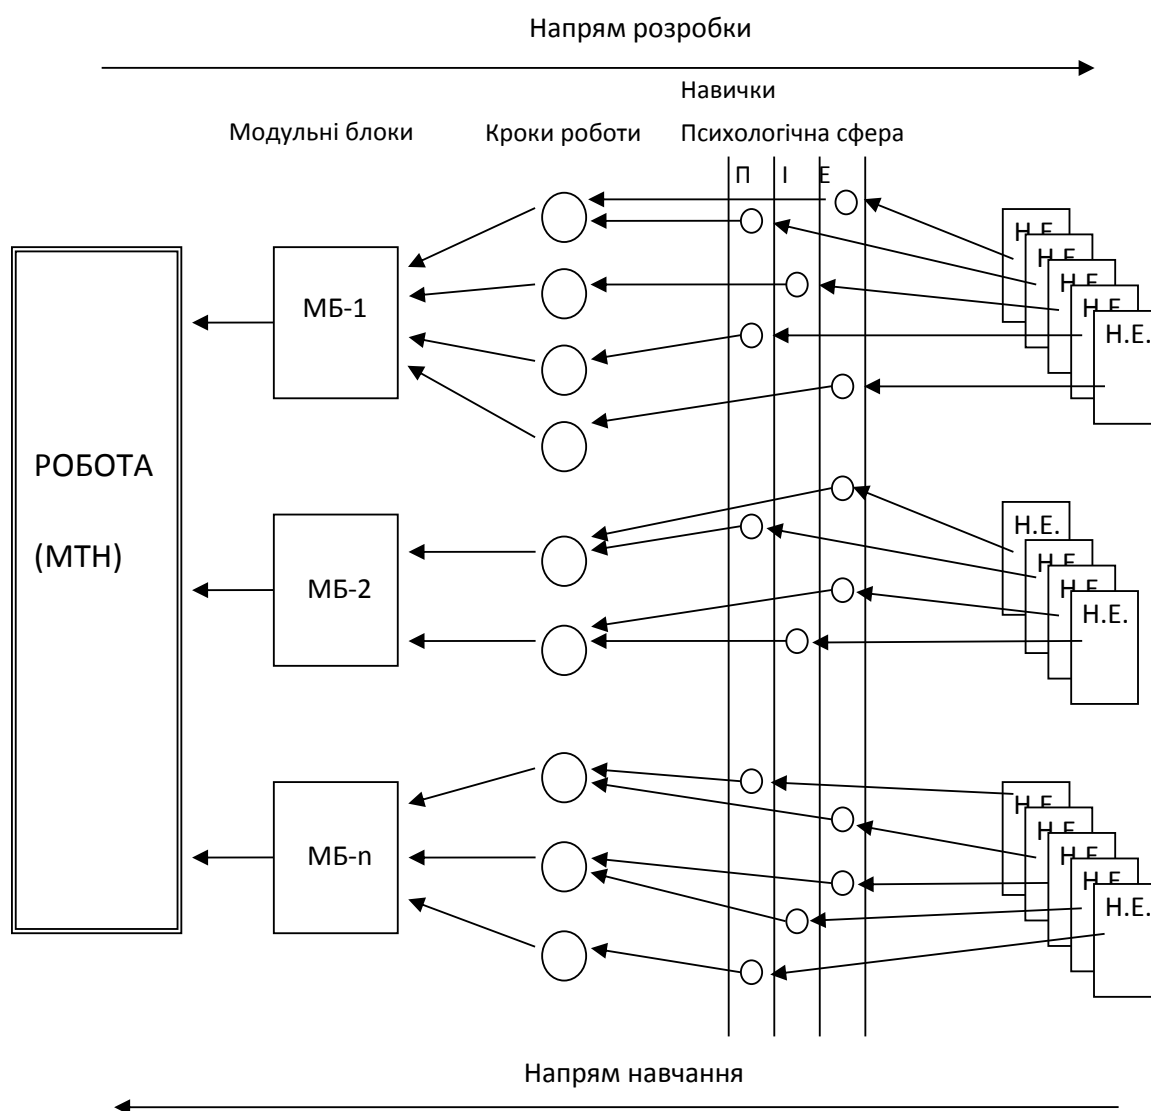 Напрям розробки
Навички
Модульні блоки
Кроки роботи
Психологічна сфера
П
І
Е
Н.Е.
Н.Е.
Н.Е.
Н.Е.
Н.Е.
МБ-1
РОБОТА
(МТН)
Н.Е.
Н.Е.
Н.Е.
Н.Е.
МБ-2
Н.Е.
Н.Е.
Н.Е.
Н.Е.
Н.Е.
МБ-n
Напрям навчання